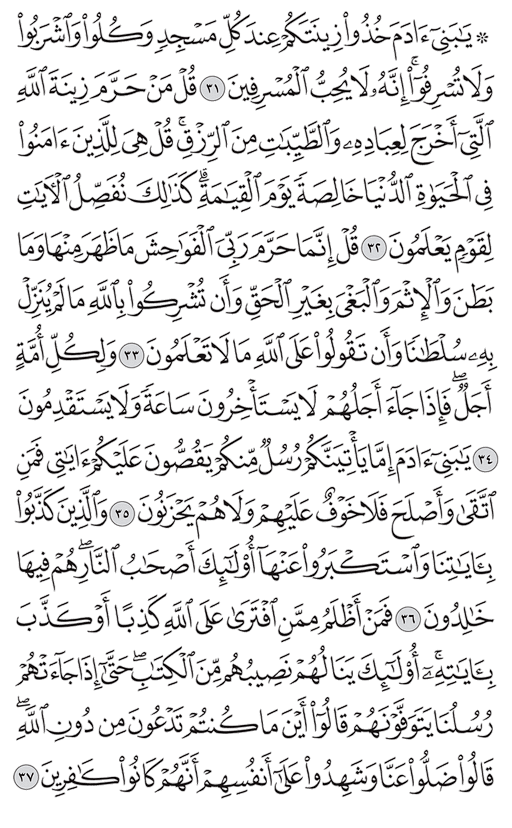 ۞ يَٰبَنِيٓ ءَادَمَ خُذُواْ زِينَتَكُمۡ عِندَ كُلِّ مَسۡجِدٖ وَكُلُواْ وَٱشۡرَبُواْ
وَلَا تُسۡرِفُوٓاْۚ إِنَّهُۥ لَا يُحِبُّ ٱلۡمُسۡرِفِينَ ٣١ قُلۡ مَنۡ حَرَّمَ زِينَةَ ٱللَّهِ
ٱلَّتِيٓ أَخۡرَجَ لِعِبَادِهِۦ وَٱلطَّيِّبَٰتِ مِنَ ٱلرِّزۡقِۚ قُلۡ هِيَ لِلَّذِينَ ءَامَنُواْ
فِي ٱلۡحَيَوٰةِ ٱلدُّنۡيَا خَالِصَةٗ يَوۡمَ ٱلۡقِيَٰمَةِۗ كَذَٰلِكَ نُفَصِّلُ ٱلۡأٓيَٰتِ
لِقَوۡمٖ يَعۡلَمُونَ ٣٢ قُلۡ إِنَّمَا حَرَّمَ رَبِّيَ ٱلۡفَوَٰحِشَ مَا ظَهَرَ مِنۡهَا وَمَا
بَطَنَ وَٱلۡإِثۡمَ وَٱلۡبَغۡيَ بِغَيۡرِ ٱلۡحَقِّ وَأَن تُشۡرِكُواْ بِٱللَّهِ مَا لَمۡ يُنَزِّلۡ
بِهِۦ سُلۡطَٰنٗا وَأَن تَقُولُواْ عَلَى ٱللَّهِ مَا لَا تَعۡلَمُونَ ٣٣ وَلِكُلِّ أُمَّةٍ
أَجَلٞۖ فَإِذَا جَآءَ أَجَلُهُمۡ لَا يَسۡتَأۡخِرُونَ سَاعَةٗ وَلَا يَسۡتَقۡدِمُونَ
٣٤ يَٰبَنِيٓ ءَادَمَ إِمَّا يَأۡتِيَنَّكُمۡ رُسُلٞ مِّنكُمۡ يَقُصُّونَ عَلَيۡكُمۡ ءَايَٰتِي فَمَنِ
ٱتَّقَىٰ وَأَصۡلَحَ فَلَا خَوۡفٌ عَلَيۡهِمۡ وَلَا هُمۡ يَحۡزَنُونَ ٣٥ وَٱلَّذِينَ كَذَّبُواْ
بِـَٔايَٰتِنَا وَٱسۡتَكۡبَرُواْ عَنۡهَآ أُوْلَٰٓئِكَ أَصۡحَٰبُ ٱلنَّارِۖ هُمۡ فِيهَا
خَٰلِدُونَ ٣٦ فَمَنۡ أَظۡلَمُ مِمَّنِ ٱفۡتَرَىٰ عَلَى ٱللَّهِ كَذِبًا أَوۡ كَذَّبَ
بِـَٔايَٰتِهِۦٓۚ أُوْلَٰٓئِكَ يَنَالُهُمۡ نَصِيبُهُم مِّنَ ٱلۡكِتَٰبِۖ حَتَّىٰٓ إِذَا جَآءَتۡهُمۡ
رُسُلُنَا يَتَوَفَّوۡنَهُمۡ قَالُوٓاْ أَيۡنَ مَا كُنتُمۡ تَدۡعُونَ مِن دُونِ ٱللَّهِۖ
قَالُواْ ضَلُّواْ عَنَّا وَشَهِدُواْ عَلَىٰٓ أَنفُسِهِمۡ أَنَّهُمۡ كَانُواْ كَٰفِرِينَ ٣٧